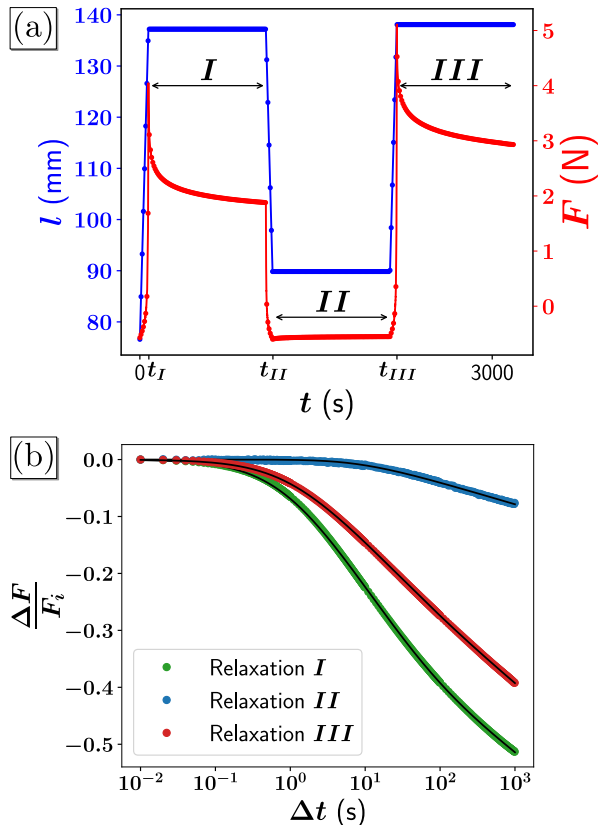 (a)
140
130
120
110
100
90
80
l (mm)
I
II
III
5
4
3
2
1
0
F (N)
0 t_I t_II t_III 3000
t (s)
(b)
0.0
−0.1
−0.2
−0.3
−0.4
−0.5
ΔF
F_i
Relaxation I
Relaxation II
Relaxation III
10^−2 10^−1 10^0 10^1 10^2 10^3
Δt (s)